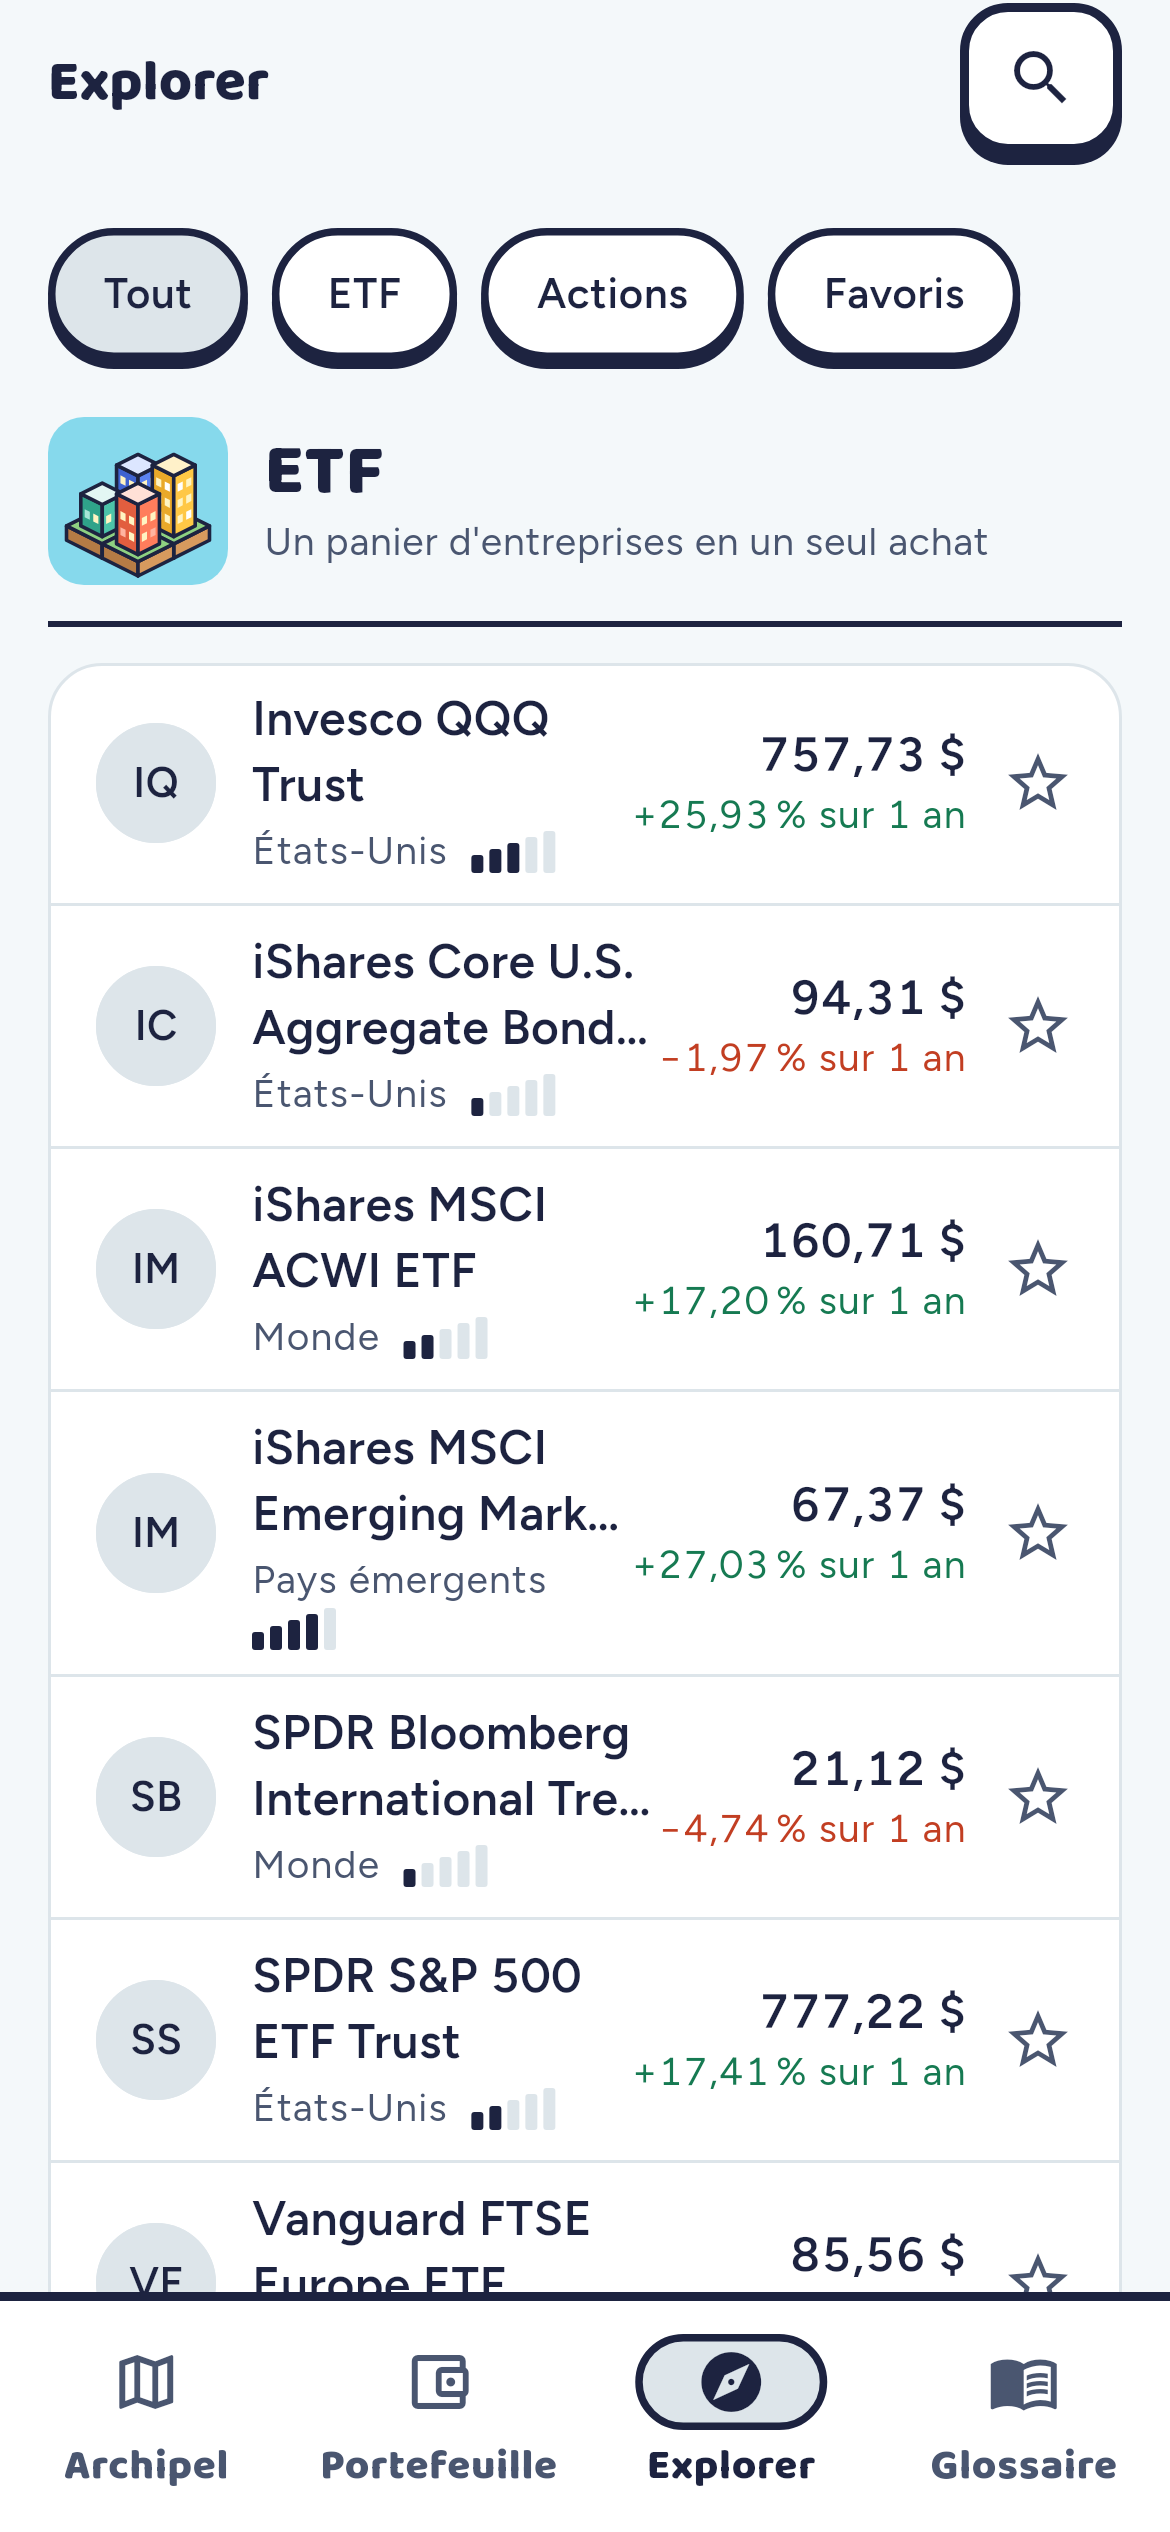 Explorer
Tout
ETF
Actions
Favoris
ETF
Un panier d'entreprises en un seul achat
IQ
Invesco QQQ
Trust
États-Unis
757,73 $
+25,93 % sur 1 an
IC
iShares Core U.S.
Aggregate Bond...
États-Unis
94,31 $
−1,97 % sur 1 an
IM
iShares MSCI
ACWI ETF
Monde
160,71 $
+17,20 % sur 1 an
IM
iShares MSCI
Emerging Mark...
Pays émergents
67,37 $
+27,03 % sur 1 an
SB
SPDR Bloomberg
International Tre...
Monde
21,12 $
−4,74 % sur 1 an
SS
SPDR S&P 500
ETF Trust
États-Unis
777,22 $
+17,41 % sur 1 an
VF
Vanguard FTSE
Europe ETF
85,56 $
Archipel
Portefeuille
Explorer
Glossaire